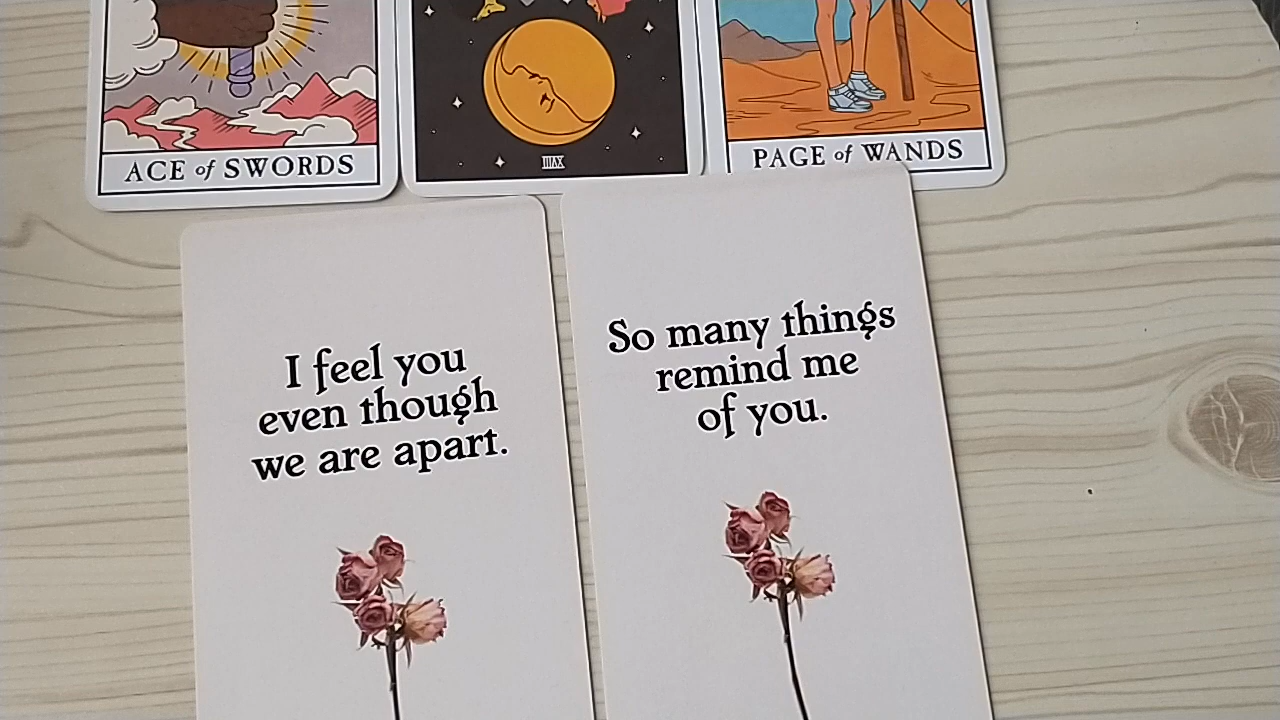 ACE of SWORDS
PAGE of WANDS
I feel you
even though
we are apart.
So many things
remind me
of you.